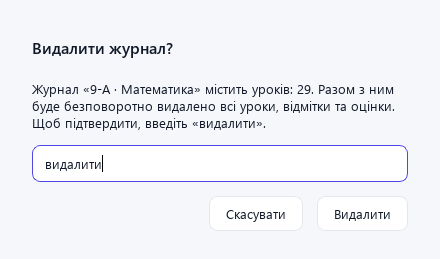 Видалити журнал?
Журнал «9-А · Математика» містить уроків: 29. Разом з ним
буде безповоротно видалено всі уроки, відмітки та оцінки.
Щоб підтвердити, введіть «видалити».
видалити
Скасувати
Видалити